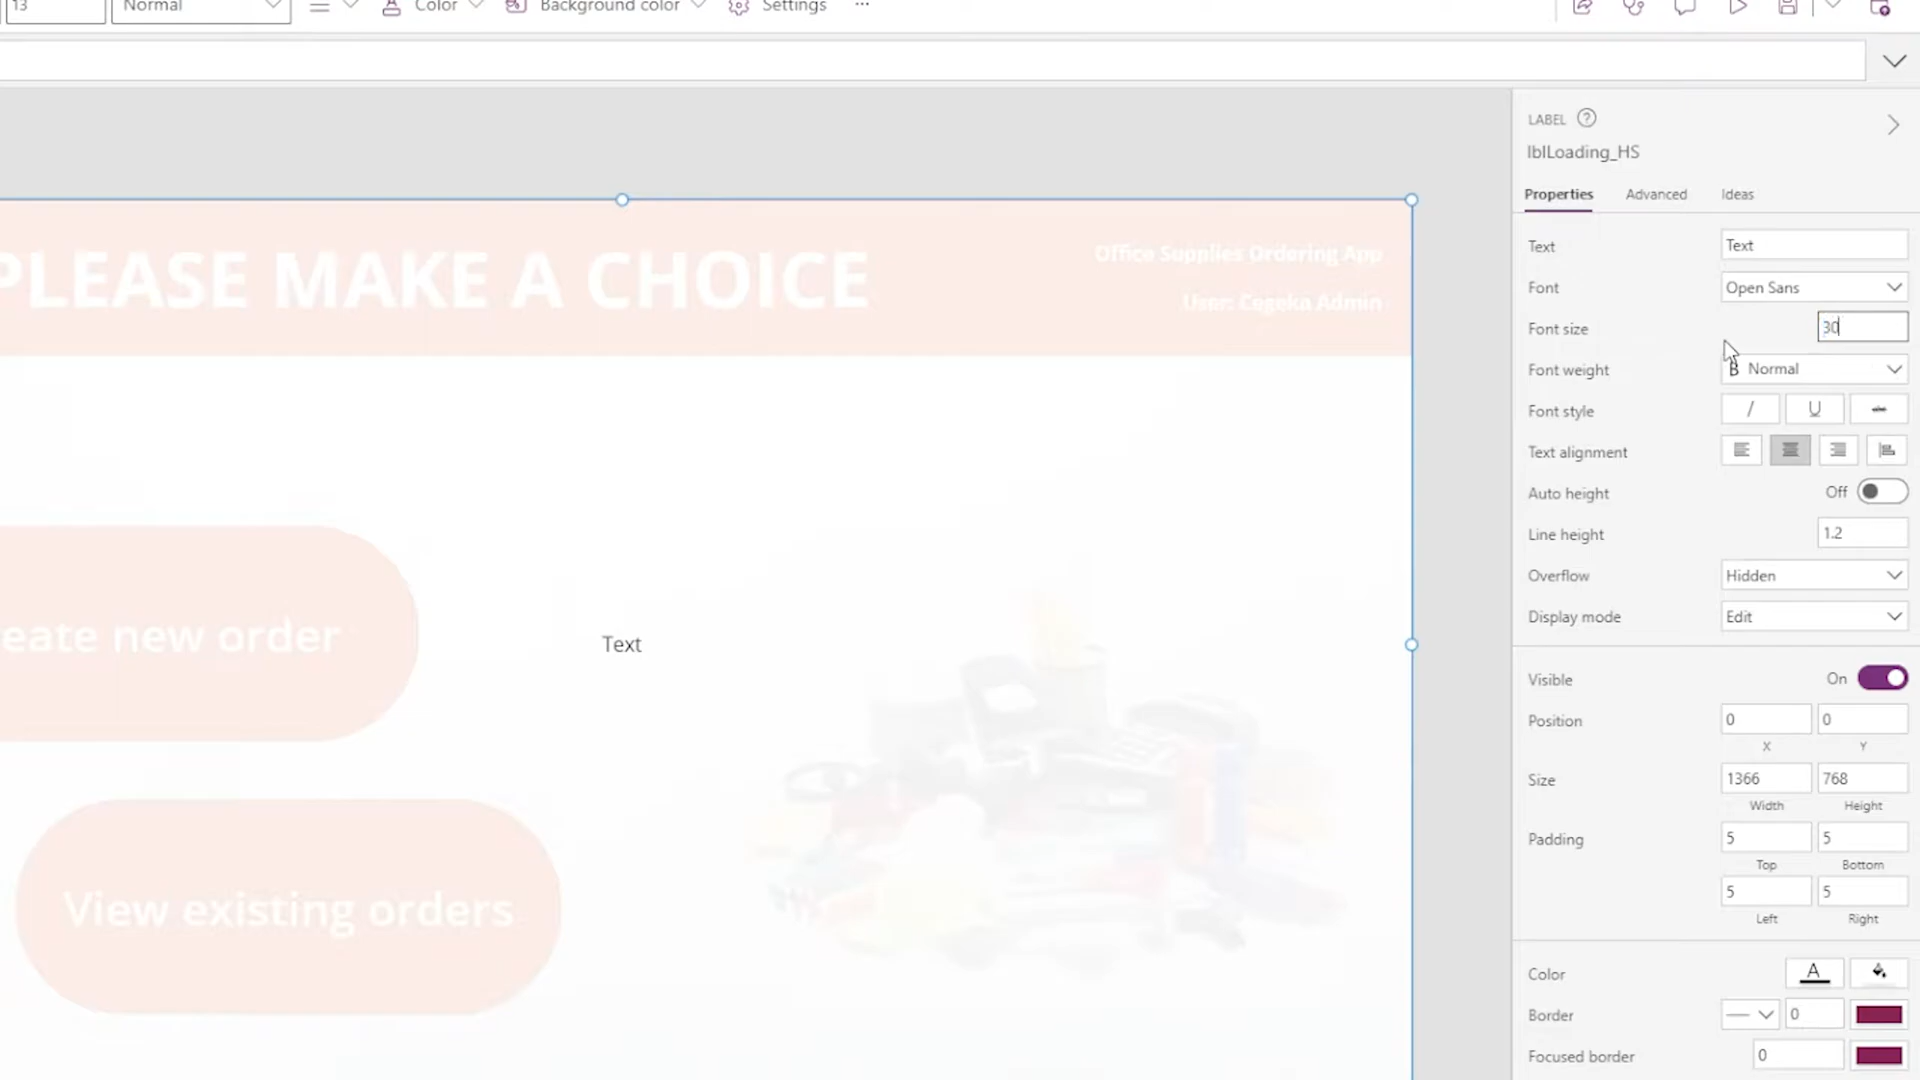 13
Normal
Color
Background color
Settings
LABEL
lblLoading_HS
Properties
Advanced
Ideas
PLEASE MAKE A CHOICE
Office Supplies Ordering App
User: Cegeka Admin
Text
Text
Font
Open Sans
Font size
30
Font weight
B Normal
Font style
/ U
Text alignment
Auto height
Off
Line height
1.2
Overflow
Hidden
Display mode
Edit
eate new order
Text
View existing orders
Visible
On
Position
0
0
X
Y
Size
1366
768
Width
Height
Padding
5
5
Top
Bottom
5
5
Left
Right
Color
A
Border
0
Focused border
0